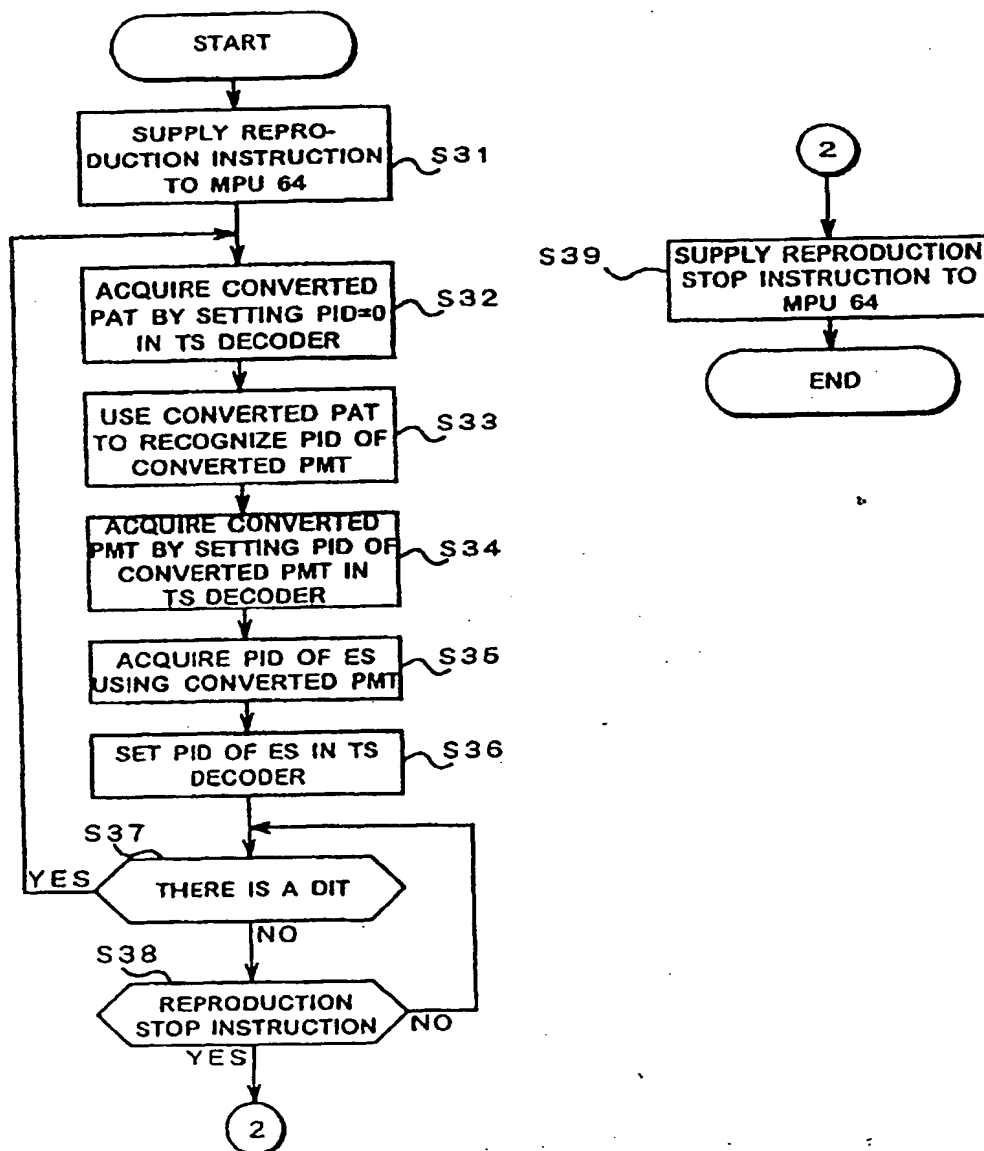 START
SUPPLY REPRO-
DUCTION INSTRUCTION
TO MPU 64
S31
ACQUIRE CONVERTED
PAT BY SETTING PID=0
IN TS DECODER
S32
USE CONVERTED PAT
TO RECOGNIZE PID OF
CONVERTED PMT
S33
ACQUIRE CONVERTED
PMT BY SETTING PID OF
CONVERTED PMT IN
TS DECODER
S34
ACQUIRE PID OF ES
USING CONVERTED PMT
S35
SET PID OF ES IN TS
DECODER
S36
S37
YES
THERE IS A DIT
NO
S38
REPRODUCTION
STOP INSTRUCTION
NO
YES
2
2
S39
SUPPLY REPRODUCTION
STOP INSTRUCTION TO
MPU 64
END